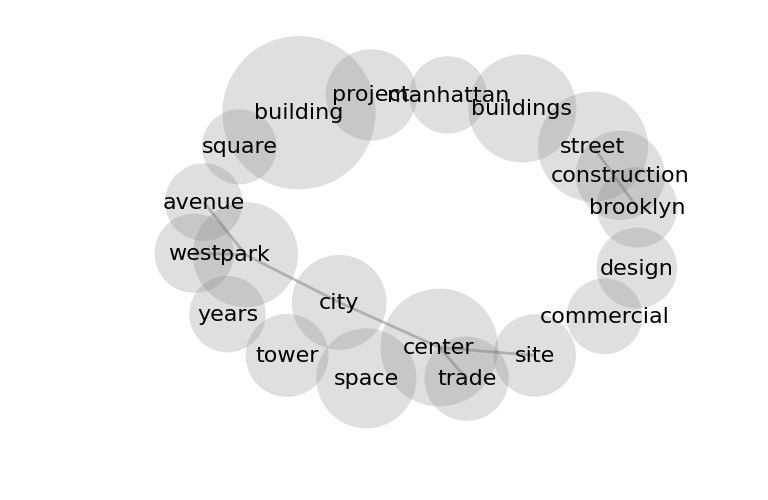 project
manhattan
buildings
building
square
street
construction
avenue
brooklyn
west
park
design
city
years
commercial
center
tower
site
space
trade